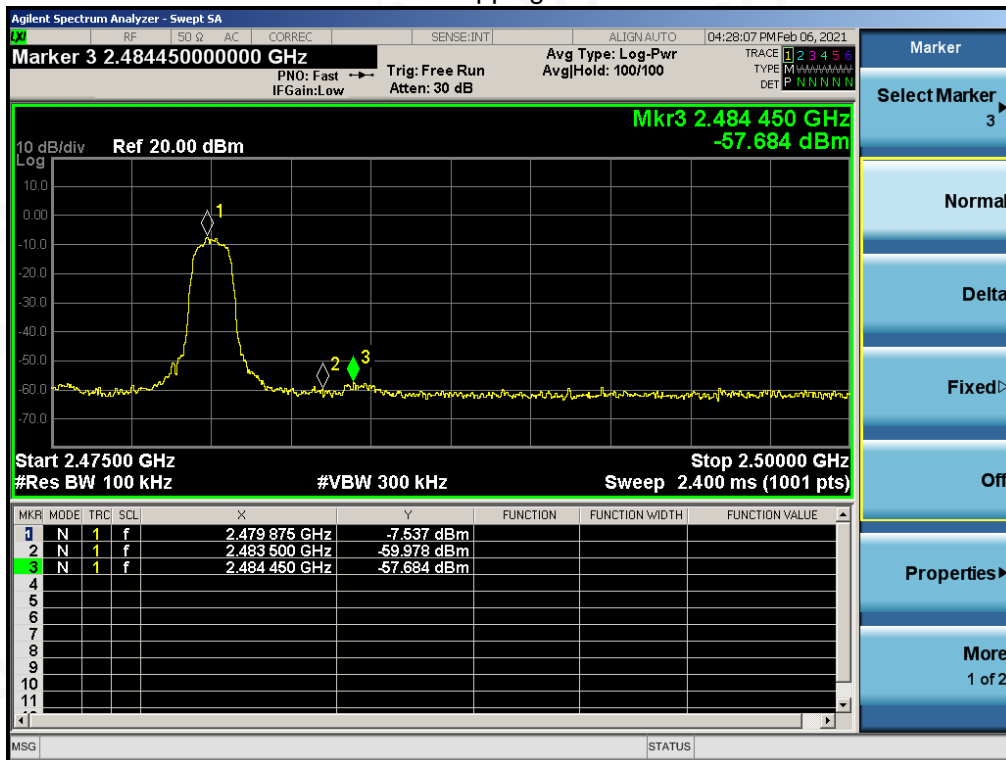 pping
Agilent Spectrum Analyzer - Swept SA
LXI RF 50 Ω AC CORREC SENSE:INT ALIGN AUTO 04:28:07 PM Feb 06, 2021
Marker 3 2.484450000000 GHz
PNO: Fast
IFGain:Low
Trig: Free Run
Atten: 30 dB
Avg Type: Log-Pwr
Avg|Hold: 100/100
TRACE 1 2 3 4 5 6
TYPE M
DET P N N N N N
Mkr3 2.484 450 GHz
-57.684 dBm
10 dB/div Ref 20.00 dBm
Log
10.0
0.00
-10.0
-20.0
-30.0
-40.0
-50.0
-60.0
-70.0
1
2
3
Start 2.47500 GHz Stop 2.50000 GHz
#Res BW 100 kHz #VBW 300 kHz Sweep 2.400 ms (1001 pts)
MKR MODE TRC SCL X Y FUNCTION FUNCTION WIDTH FUNCTION VALUE
1 N 1 f 2.479 875 GHz -7.537 dBm
2 N 1 f 2.483 500 GHz -59.978 dBm
3 N 1 f 2.484 450 GHz -57.684 dBm
4
5
6
7
8
9
10
11
MSG STATUS
Marker
Select Marker
3
Normal
Delta
Fixed
Off
Properties
More
1 of 2